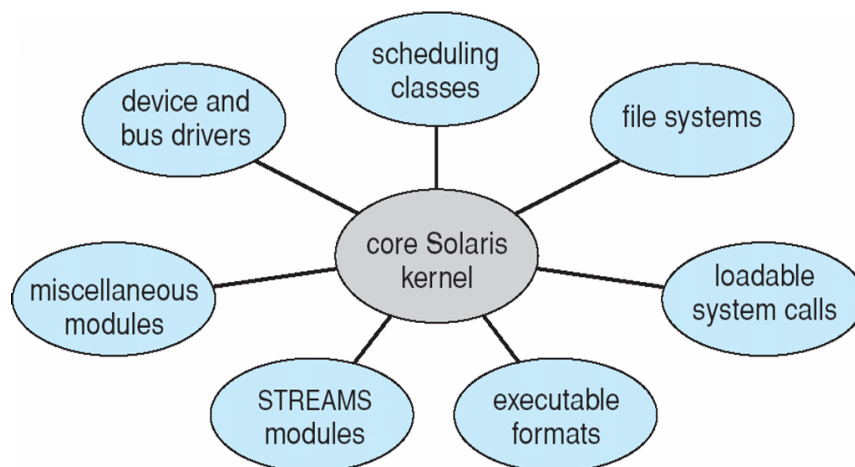 scheduling
classes
device and
bus drivers
file systems
core Solaris
kernel
miscellaneous
modules
loadable
system calls
STREAMS
modules
executable
formats